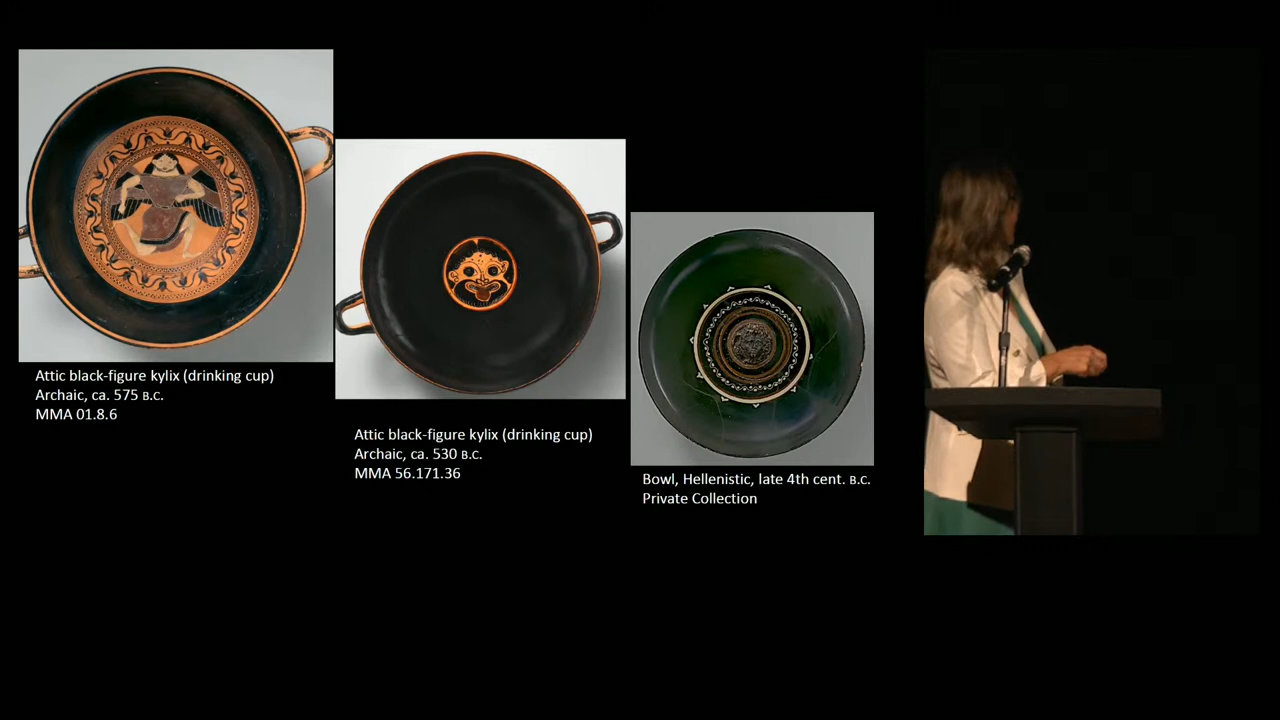 Attic black-figure kylix (drinking cup)
Archaic, ca. 575 B.C.
MMA 01.8.6
Attic black-figure kylix (drinking cup)
Archaic, ca. 530 B.C.
MMA 56.171.36
Bowl, Hellenistic, late 4th cent. B.C.
Private Collection